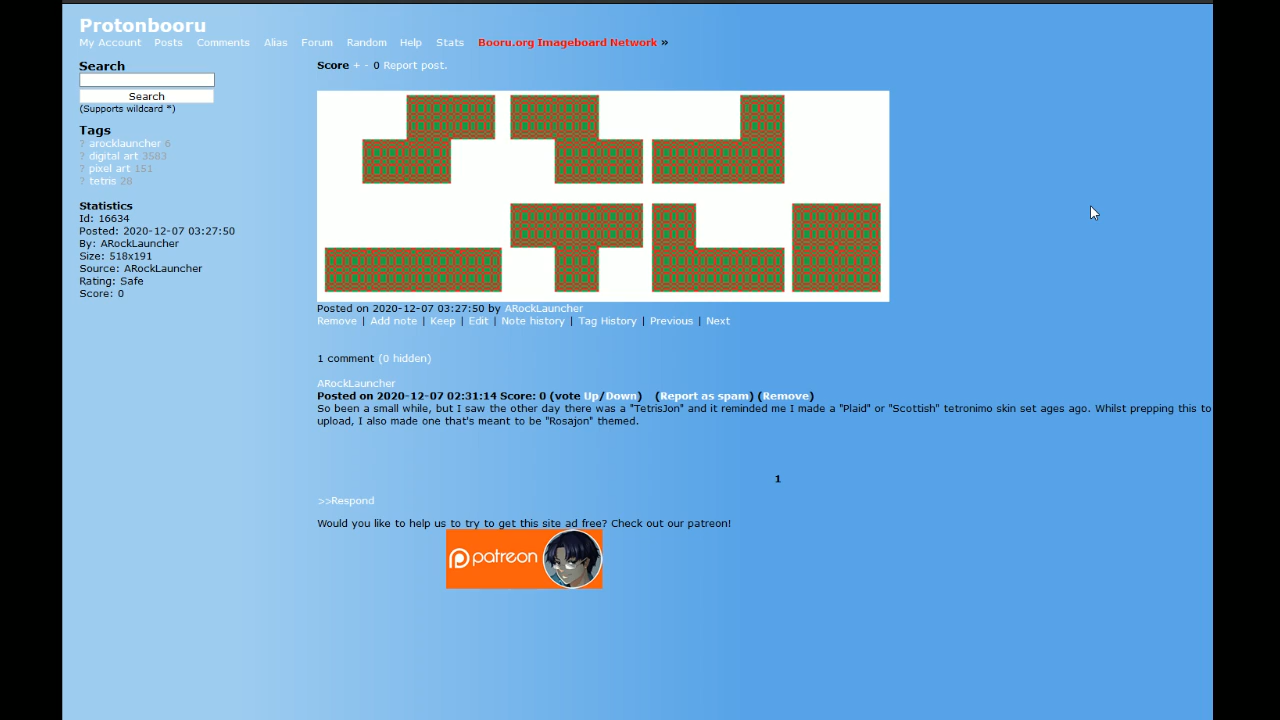 Protonbooru
My Account Posts Comments Alias Forum Random Help Stats Booru.org Imageboard Network »
Search
Search
(Supports wildcard *)
Tags
? arocklauncher 6
? digital art 3583
? pixel art 151
? tetris 28
Statistics
Id: 16634
Posted: 2020-12-07 03:27:50
By: ARockLauncher
Size: 518x191
Source: ARockLauncher
Rating: Safe
Score: 0
Score + - 0 Report post.
Posted on 2020-12-07 03:27:50 by ARockLauncher
Remove | Add note | Keep | Edit | Note history | Tag History | Previous | Next
1 comment (0 hidden)
ARockLauncher
Posted on 2020-12-07 02:31:14 Score: 0 (vote Up/Down) (Report as spam) (Remove)
So been a small while, but I saw the other day there was a "TetrisJon" and it reminded me I made a "Plaid" or "Scottish" tetronimo skin set ages ago. Whilst prepping this to
upload, I also made one that's meant to be "Rosajon" themed.
1
>>Respond
Would you like to help us to try to get this site ad free? Check out our patreon!
patreon